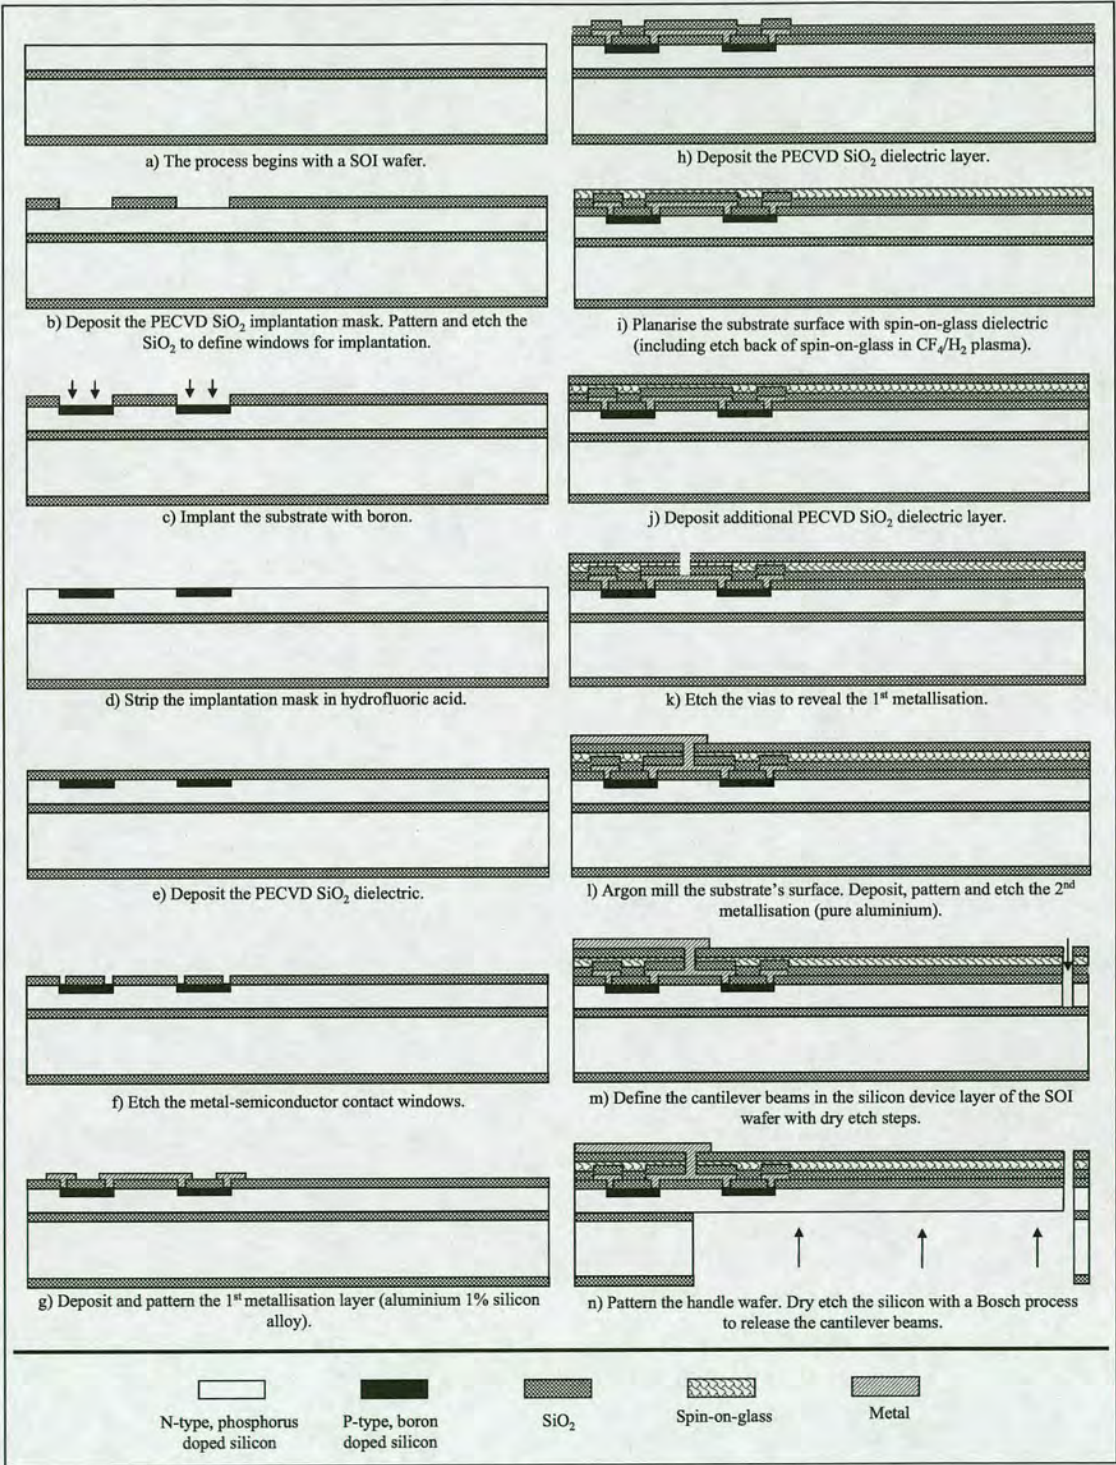 a) The process begins with a SOI wafer.
b) Deposit the PECVD SiO₂ implantation mask. Pattern and etch the
SiO₂ to define windows for implantation.
c) Implant the substrate with boron.
d) Strip the implantation mask in hydrofluoric acid.
e) Deposit the PECVD SiO₂ dielectric.
f) Etch the metal-semiconductor contact windows.
g) Deposit and pattern the 1ˢᵗ metallisation layer (aluminium 1% silicon
alloy).
h) Deposit the PECVD SiO₂ dielectric layer.
i) Planarise the substrate surface with spin-on-glass dielectric
(including etch back of spin-on-glass in CF₄/H₂ plasma).
j) Deposit additional PECVD SiO₂ dielectric layer.
k) Etch the vias to reveal the 1ˢᵗ metallisation.
l) Argon mill the substrate's surface. Deposit, pattern and etch the 2ⁿᵈ
metallisation (pure aluminium).
m) Define the cantilever beams in the silicon device layer of the SOI
wafer with dry etch steps.
n) Pattern the handle wafer. Dry etch the silicon with a Bosch process
to release the cantilever beams.
N-type, phosphorus
doped silicon
P-type, boron
doped silicon
SiO₂
Spin-on-glass
Metal